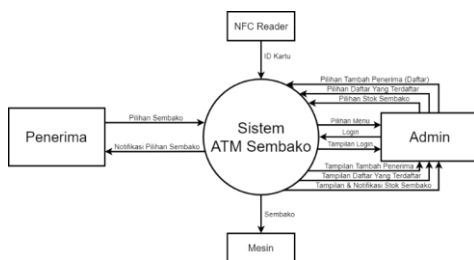 NFC Reader
ID Kartu
Pilihan Tambah Penerima (Daftar)
Pilihan Daftar Yang Terdaftar
Pilihan Stok Sembako
Penerima
Pilihan Sembako
Notifikasi Pilihan Sembako
Sistem
ATM Sembako
Pilihan Menu
Login
Tampilan Login
Admin
Tampilan Tambah Penerima
Tampilan Daftar Yang Terdaftar
Tampilan & Notifikasi Stok Sembako
Sembako
Mesin